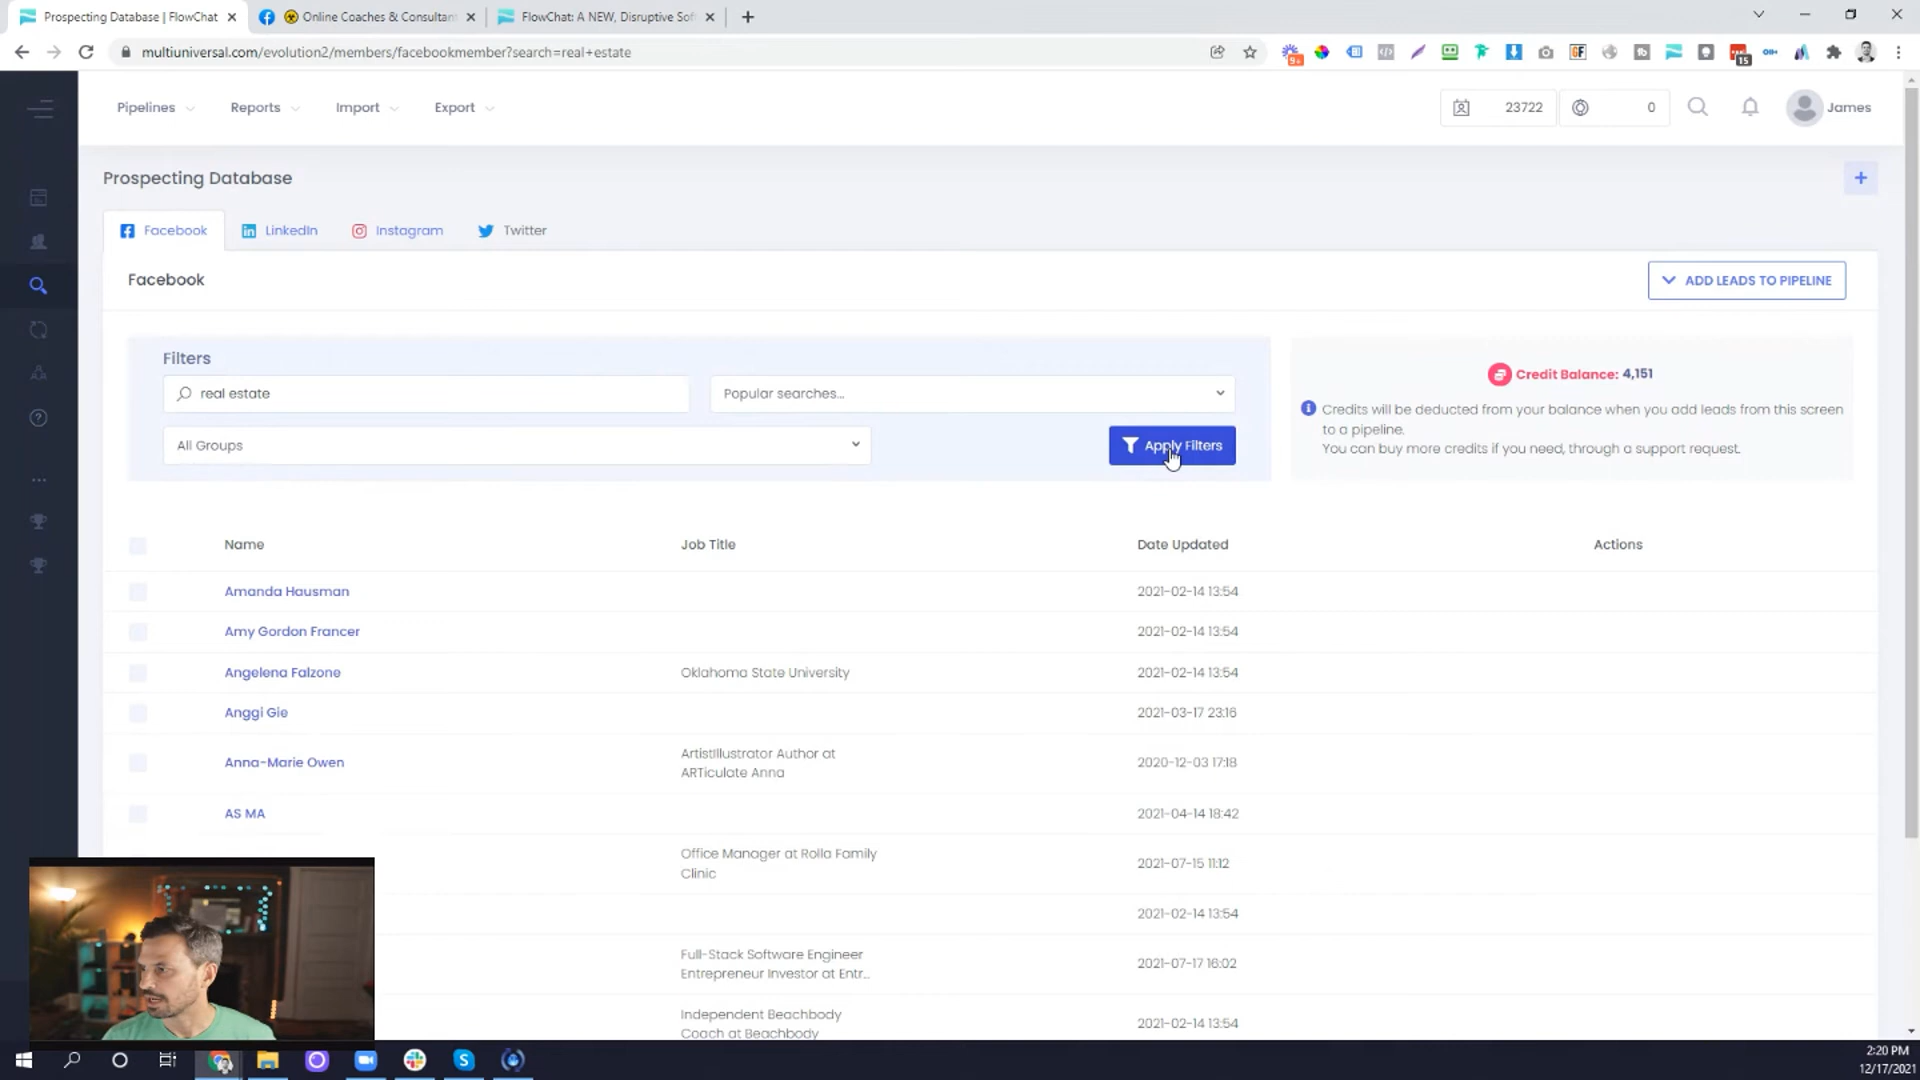 Prospecting Database | FlowChat
Online Coaches & Consultan
FlowChat: A NEW, Disruptive Sof
multiuniversal.com/evolution2/members/facebookmember?search=real+estate
9+
GF
15
Pipelines
Reports
Import
Export
23722
0
James
Prospecting Database
+
Facebook
LinkedIn
Instagram
Twitter
Facebook
ADD LEADS TO PIPELINE
Filters
real estate
Popular searches...
All Groups
Apply Filters
Credit Balance: 4,151
Credits will be deducted from your balance when you add leads from this screen
to a pipeline.
You can buy more credits if you need, through a support request.
Name Job Title Date Updated Actions
Amanda Hausman 2021-02-14 13:54
Amy Gordon Francer 2021-02-14 13:54
Angelena Falzone Oklahoma State University 2021-02-14 13:54
Anggi Gie 2021-03-17 23:16
Anna-Marie Owen ArtistIllustrator Author at
ARTiculate Anna 2020-12-03 17:18
AS MA 2021-04-14 18:42
Office Manager at Rolla Family
Clinic 2021-07-15 11:12
2021-02-14 13:54
Full-Stack Software Engineer
Entrepreneur Investor at Entr... 2021-07-17 16:02
Independent Beachbody
Coach at Beachbody 2021-02-14 13:54
2:20 PM
12/17/2021